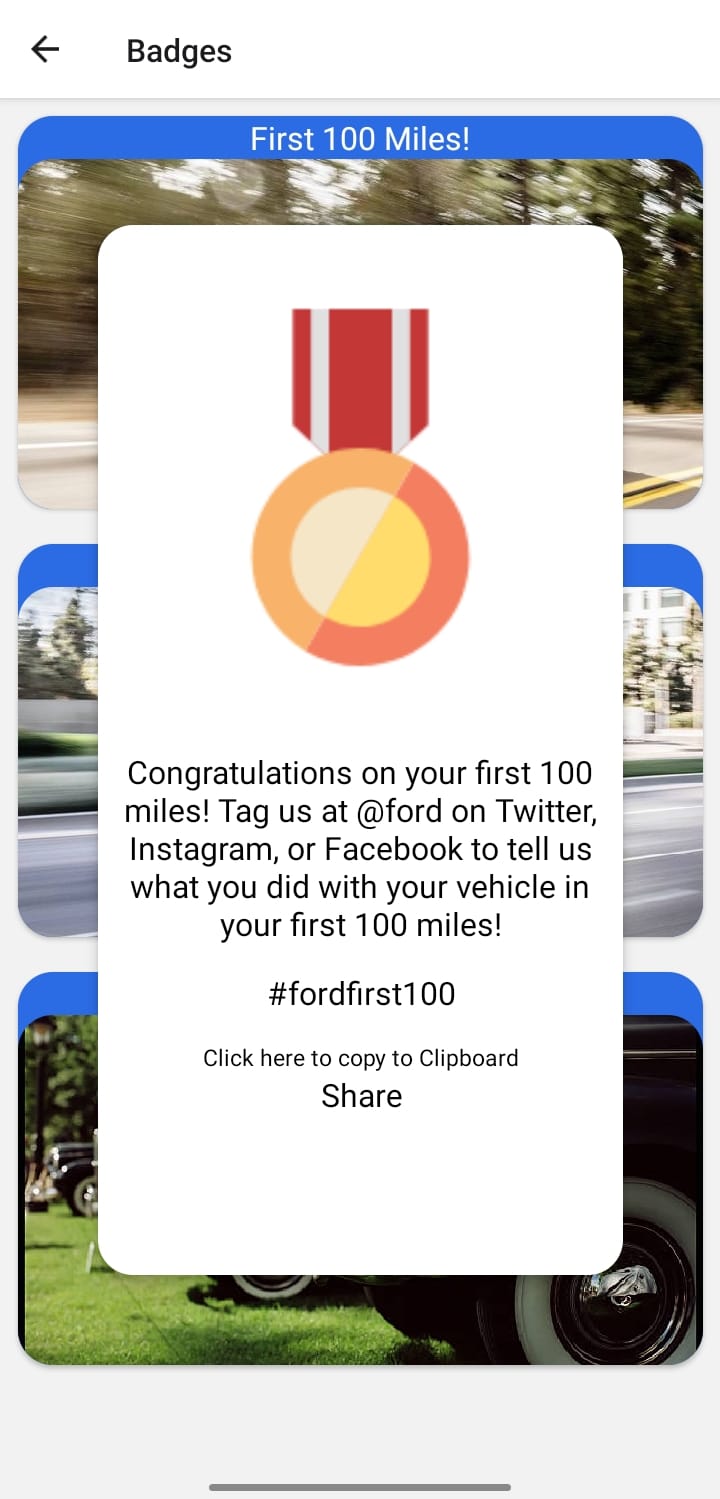 Badges
First 100 Miles!
Congratulations on your first 100
miles! Tag us at @ford on Twitter,
Instagram, or Facebook to tell us
what you did with your vehicle in
your first 100 miles!
#fordfirst100
Click here to copy to Clipboard
Share